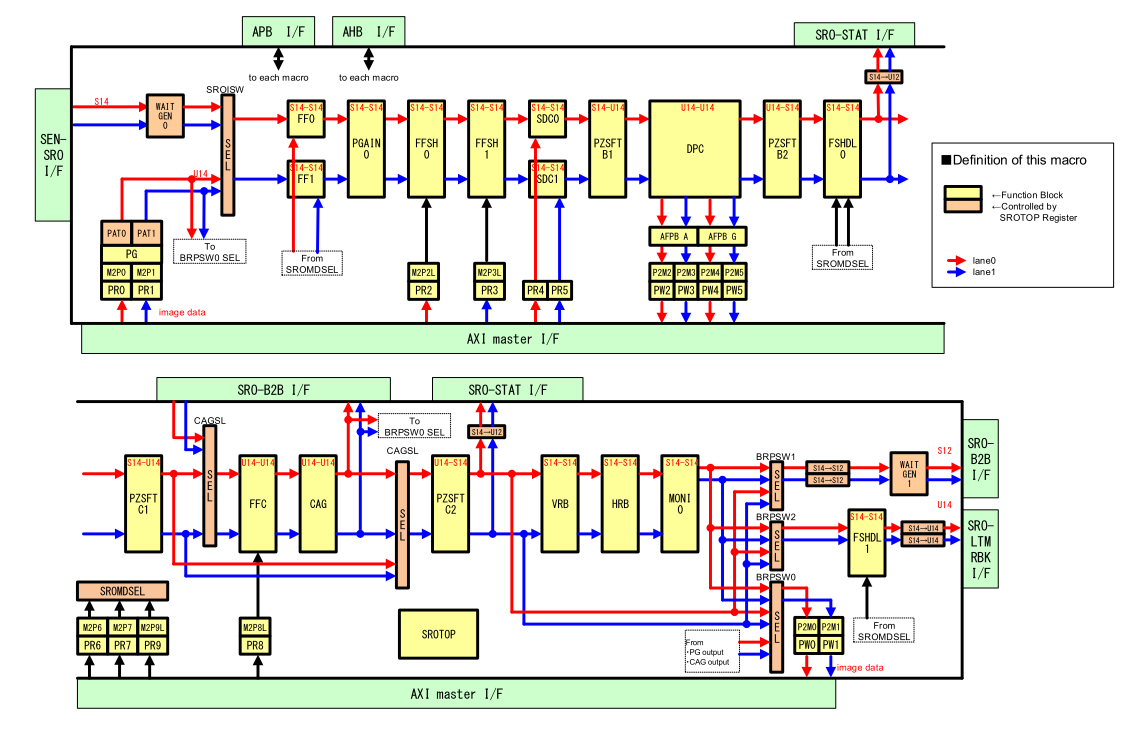 APB I/F
AHB I/F
SRO-STAT I/F
to each macro
to each macro
S14→U12
SEN-
SRO
I/F
S14
WAIT
GEN
0
SROISW
SEL
U14
S14-S14
FF0
S14-S14
FF1
S14-S14
PGAIN
0
S14-S14
FFSH
0
S14-S14
FFSH
1
S14-S14
SDC0
S14-S14
SDC1
S14-U14
PZSFT
B1
U14-U14
DPC
U14-S14
PZSFT
B2
S14-S14
FSHDL
0
PAT0
PAT1
PG
M2P0
M2P1
PR0
PR1
image data
To
BRPSW0 SEL
From
SROMDSEL
M2P2L
PR2
M2P3L
PR3
PR4
PR5
AFPB A
AFPB G
P2M2
P2M3
P2M4
P2M5
PW2
PW3
PW4
PW5
From
SROMDSEL
AXI master I/F
■Definition of this macro
←Function Block
←Controlled by
SROTOP Register
lane0
lane1
SRO-B2B I/F
SRO-STAT I/F
To
BRPSW0 SEL
S14→U12
CAGSL
SEL
CAGSL
SEL
S14-U14
PZSFT
C1
U14-U14
FFC
U14-U14
CAG
U14-S14
PZSFT
C2
S14-S14
VRB
S14-S14
HRB
S14-S14
MONI
0
BRPSW1
SEL
S14→S12
S14→S12
WAIT
GEN
1
S12
SRO-
B2B
I/F
U14
BRPSW2
SEL
S14-S14
FSHDL
1
S14→U14
S14→U14
SRO-
LTM
RBK
I/F
BRPSW0
SEL
From
・PG output
・CAG output
P2M0
P2M1
PW0
PW1
image data
From
SROMDSEL
SROMDSEL
M2P6
M2P7
M2P9L
PR6
PR7
PR9
M2P8L
PR8
SROTOP
AXI master I/F